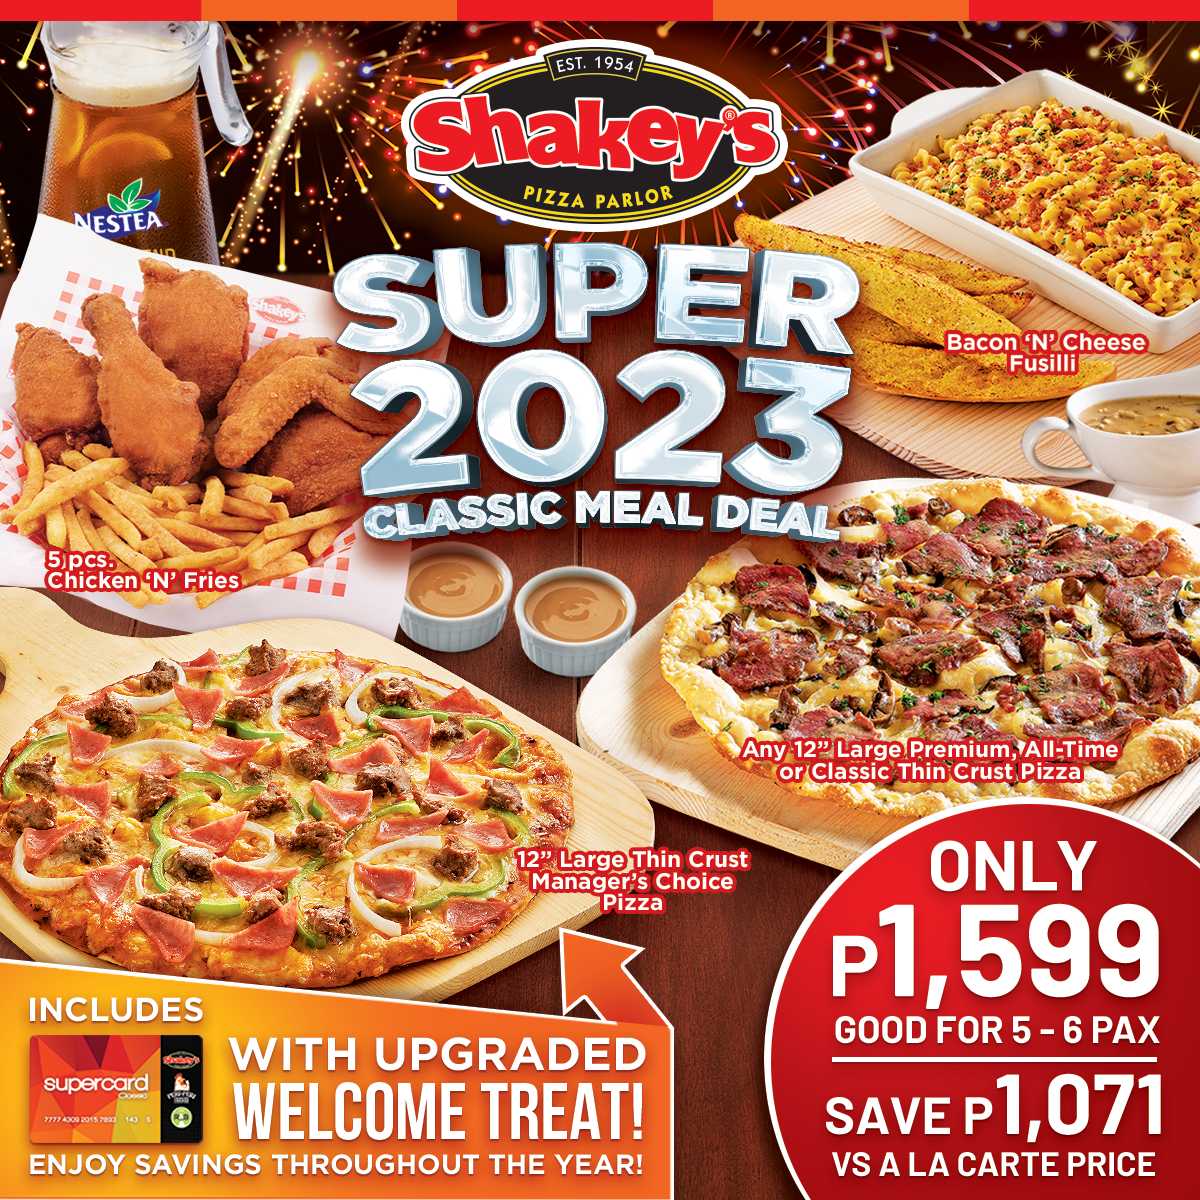 EST. 1954
Shakey's®
PIZZA PARLOR
NESTEA
Shakey's
SUPER
2023
CLASSIC MEAL DEAL
Bacon ‘N’ Cheese
Fusilli
5 pcs.
Chicken ‘N’ Fries
Any 12” Large Premium, All-Time
or Classic Thin Crust Pizza
12” Large Thin Crust
Manager’s Choice
Pizza
ONLY
P1,599
GOOD FOR 5 - 6 PAX
SAVE P1,071
VS A LA CARTE PRICE
INCLUDES
supercard
Classic
Shakey's
WITH UPGRADED
WELCOME TREAT!
ENJOY SAVINGS THROUGHOUT THE YEAR!